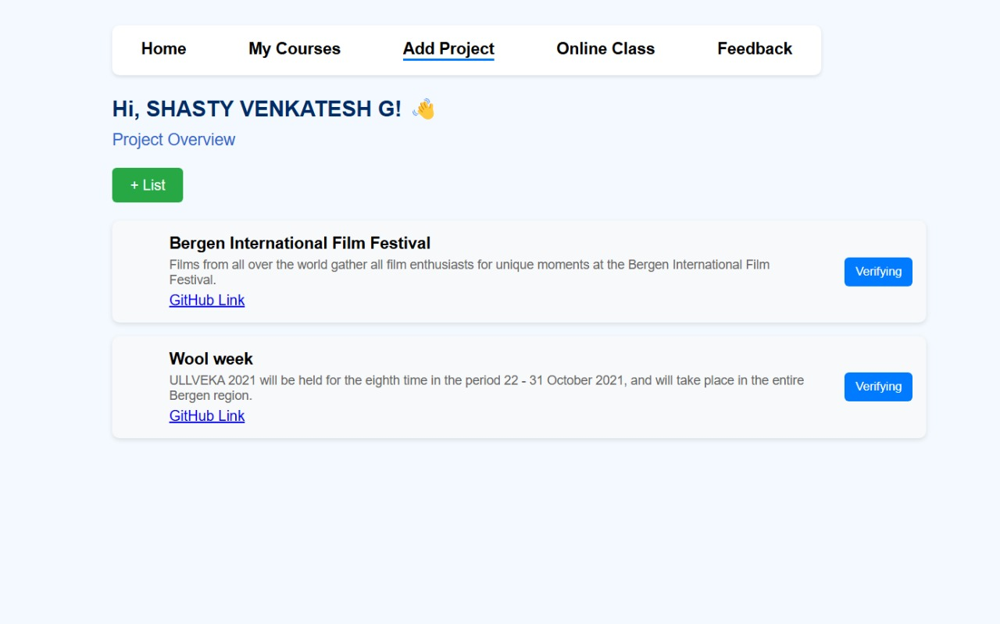 Home My Courses Add Project Online Class Feedback
Hi, SHASTY VENKATESH G! 👋
Project Overview
+ List
Bergen International Film Festival
Films from all over the world gather all film enthusiasts for unique moments at the Bergen International Film
Festival.
GitHub Link
Verifying
Wool week
ULLVEKA 2021 will be held for the eighth time in the period 22 - 31 October 2021, and will take place in the entire
Bergen region.
GitHub Link
Verifying